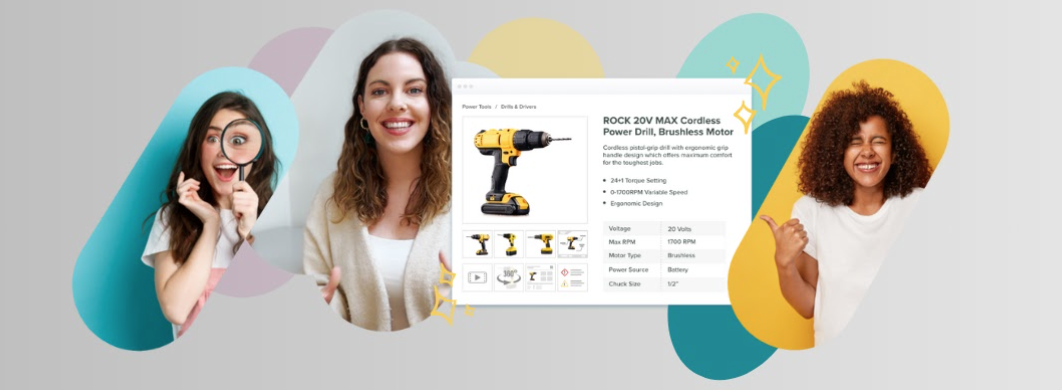 Power Tools / Drills & Drivers
ROCK 20V MAX Cordless
Power Drill, Brushless Motor
Cordless pistol-grip drill with ergonomic grip
handle design which offers maximum comfort
for the toughest jobs.
24+1 Torque Setting
0-1700RPM Variable Speed
Ergonomic Design
Voltage 20 Volts
Max RPM 1700 RPM
Motor Type Brushless
Power Source Battery
Chuck Size 1/2"
360°